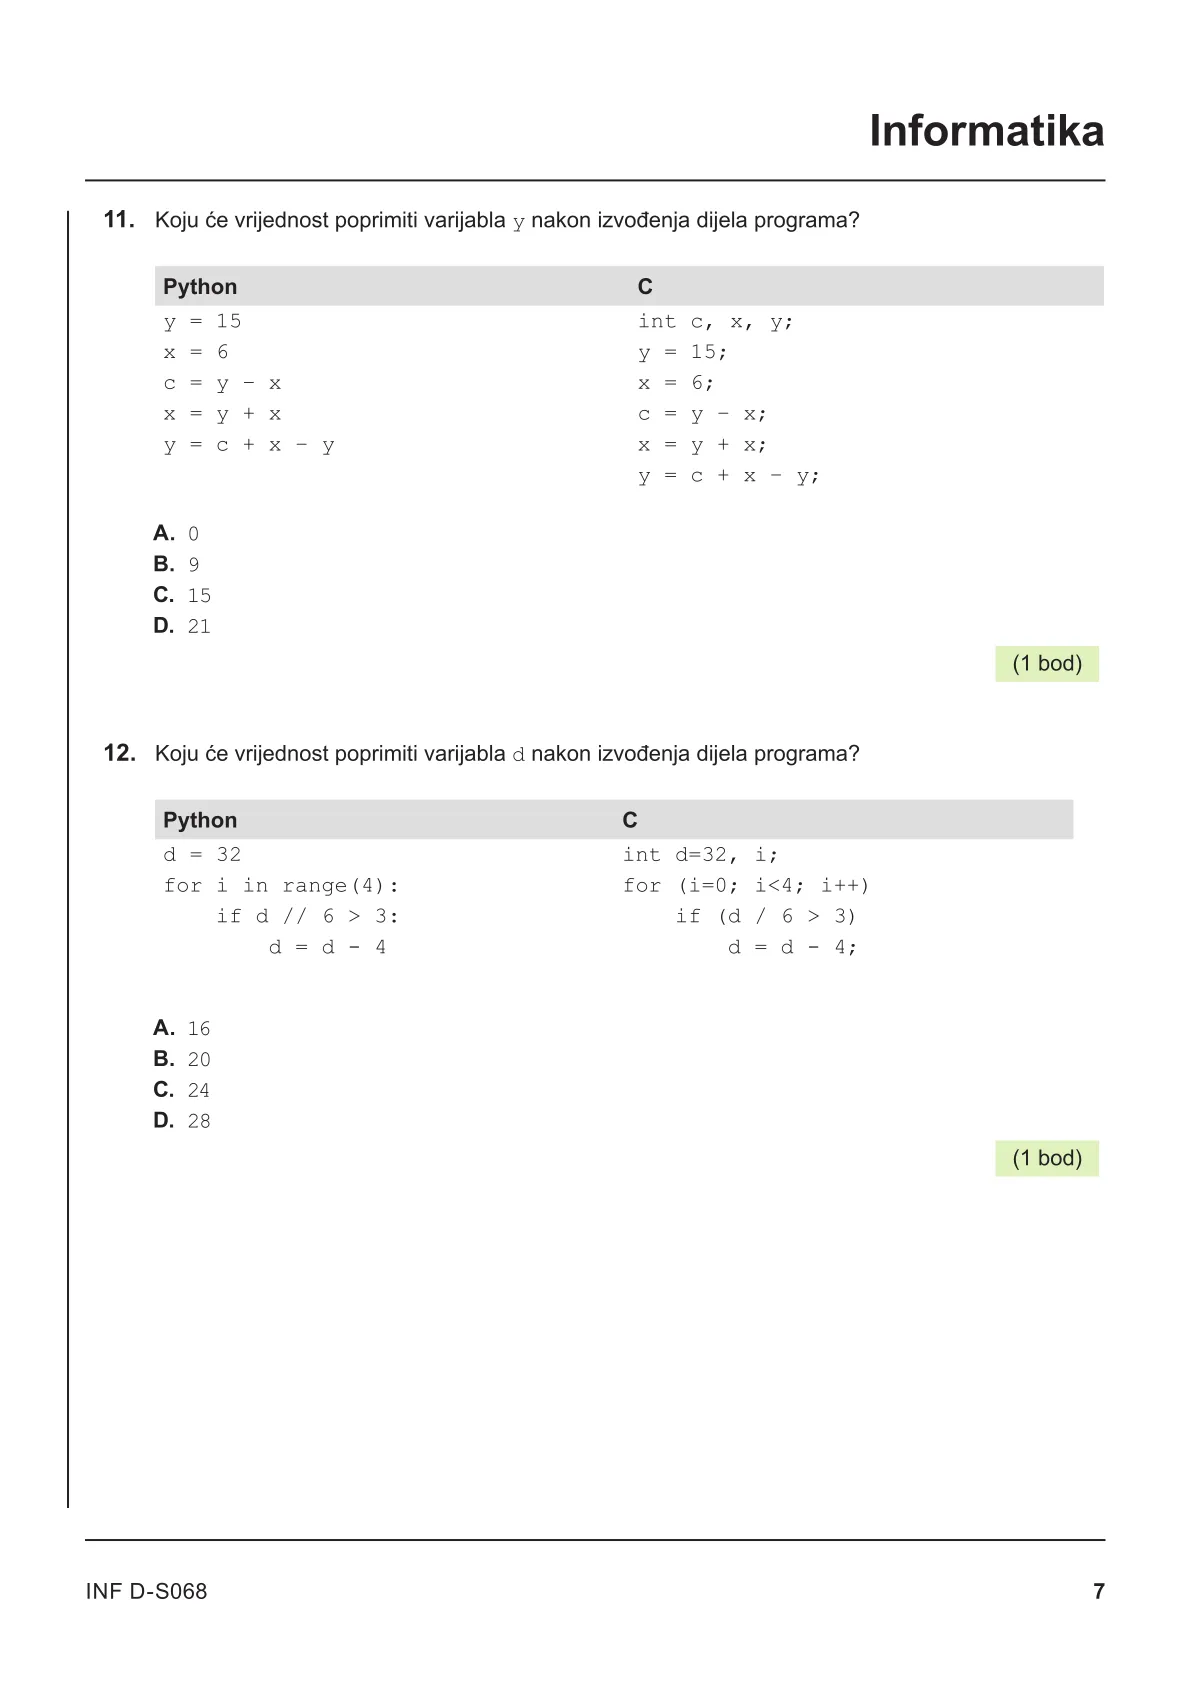 Informatika
11. Koju će vrijednost poprimiti varijabla y nakon izvođenja dijela programa?
Python C
y = 15 int c, x, y;
x = 6 y = 15;
c = y – x x = 6;
x = y + x c = y – x;
y = c + x – y x = y + x;
y = c + x – y;
A. 0
B. 9
C. 15
D. 21
(1 bod)
12. Koju će vrijednost poprimiti varijabla d nakon izvođenja dijela programa?
Python C
d = 32 int d=32, i;
for i in range(4): for (i=0; i<4; i++)
if d // 6 > 3: if (d / 6 > 3)
d = d - 4 d = d - 4;
A. 16
B. 20
C. 24
D. 28
(1 bod)
INF D-S068 7